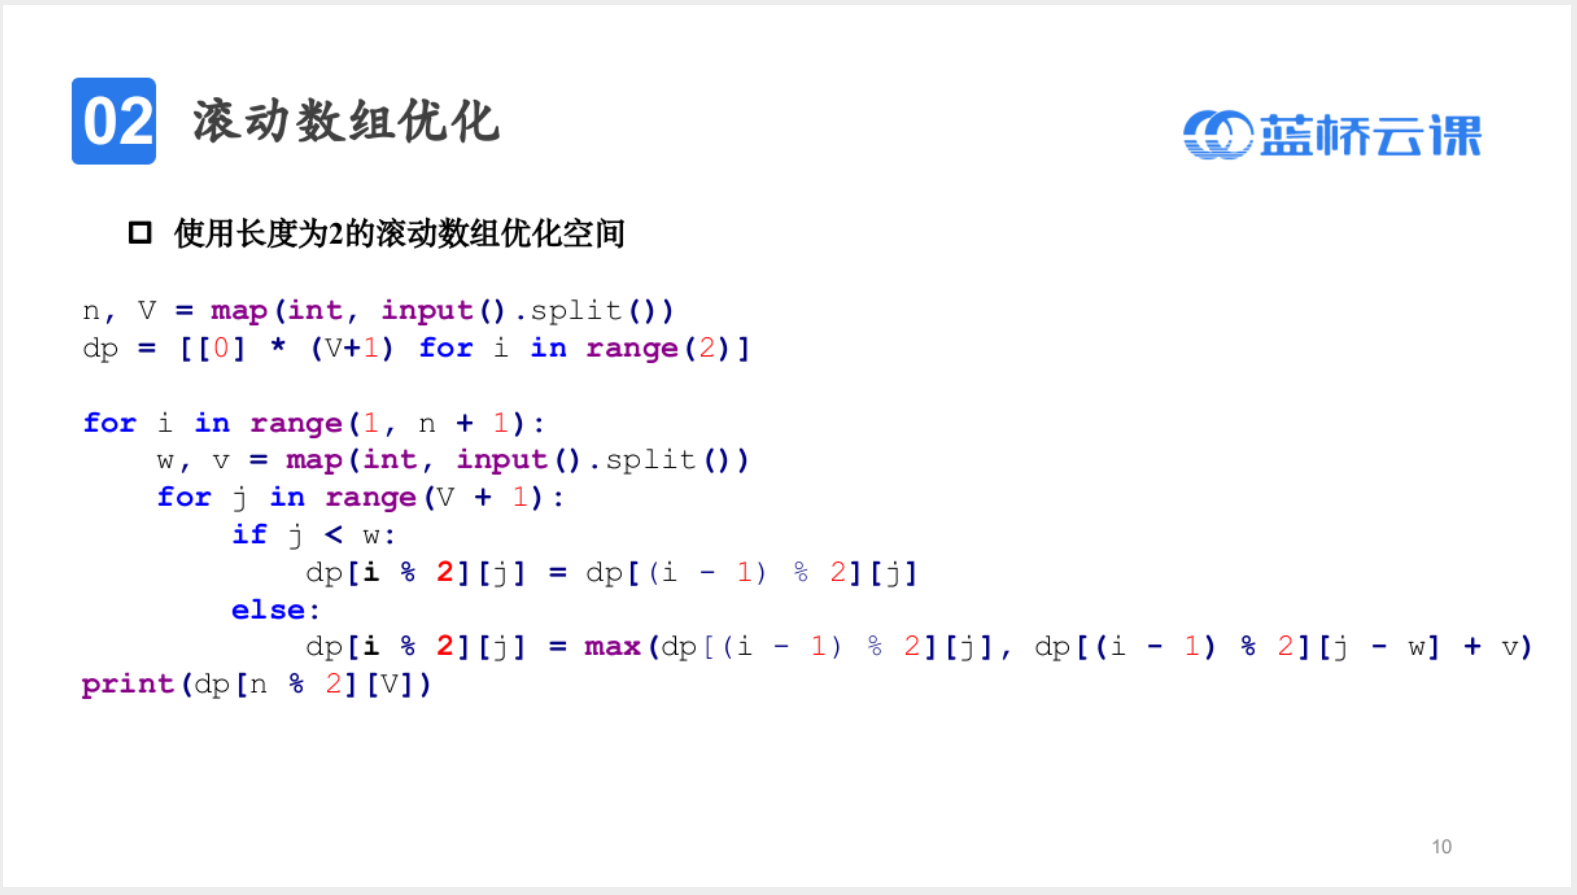 02 滚动数组优化
蓝桥云课
使用长度为2的滚动数组优化空间
n, V = map(int, input().split())
dp = [[0] * (V+1) for i in range(2)]
for i in range(1, n + 1):
    w, v = map(int, input().split())
    for j in range(V + 1):
        if j < w:
            dp[i % 2][j] = dp[(i - 1) % 2][j]
        else:
            dp[i % 2][j] = max(dp[(i - 1) % 2][j], dp[(i - 1) % 2][j - w] + v)
print(dp[n % 2][V])
10